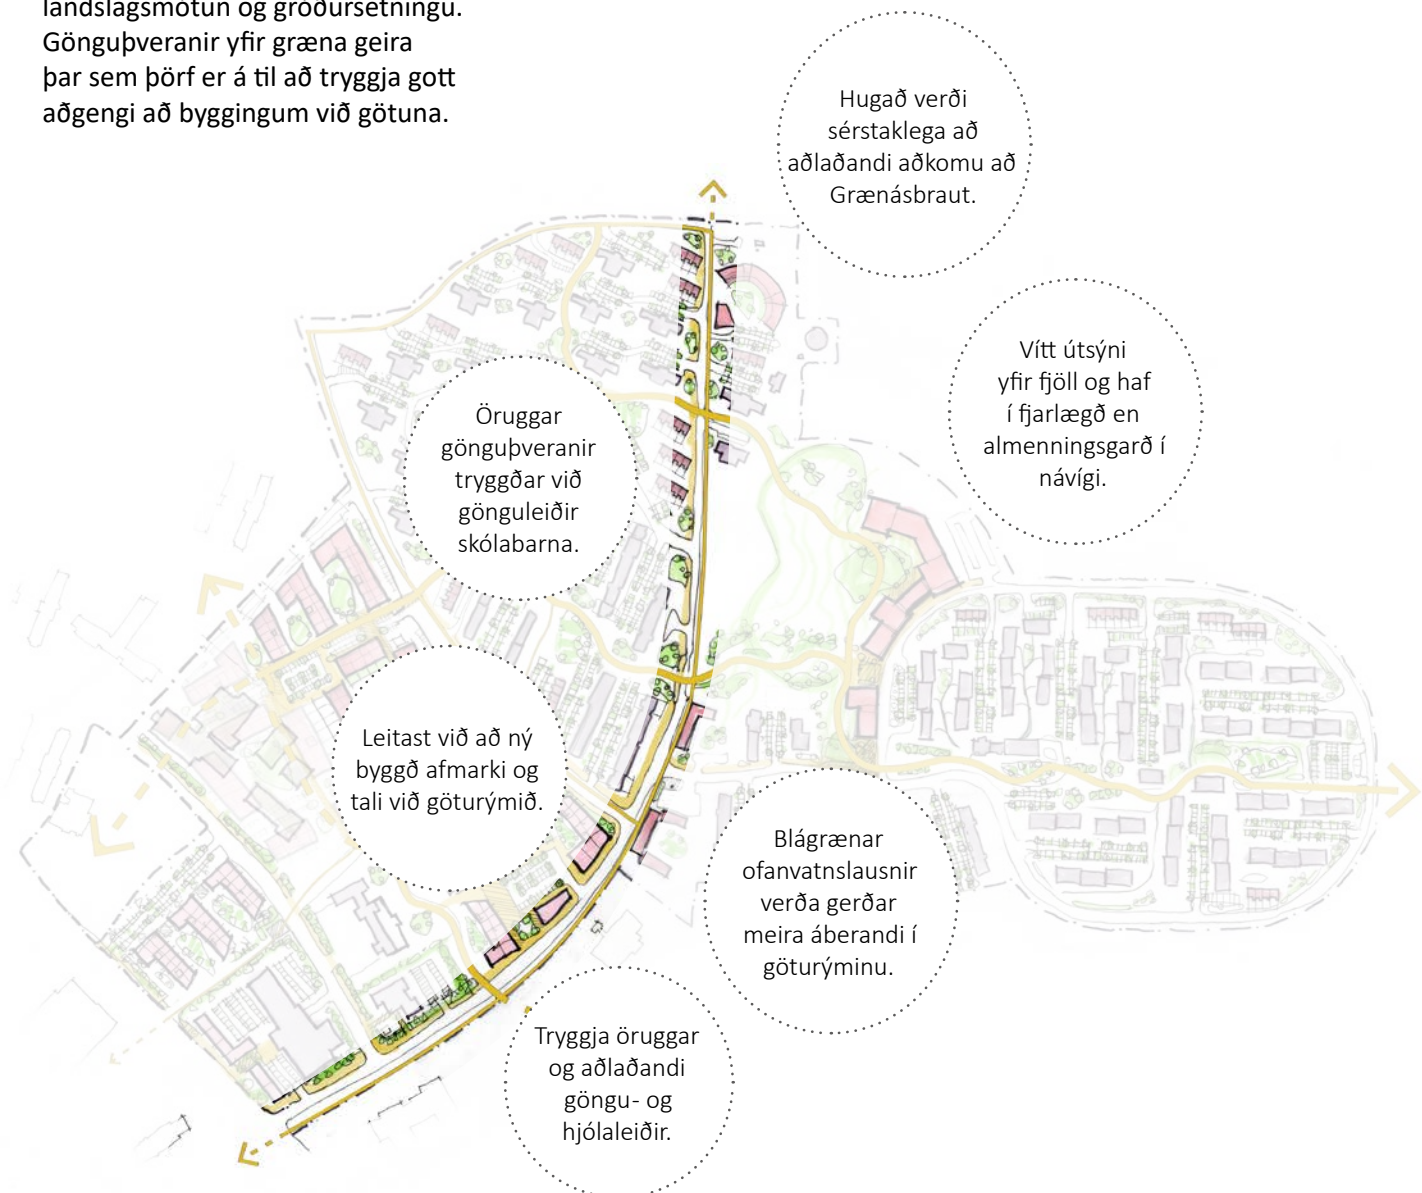 landslagsmótun og gróðursetningu.
Gönguþveranir yfir græna geira
þar sem þörf er á til að tryggja gott
aðgengi að byggingum við götuna.
Hugað verði
sérstaklega að
aðlaðandi aðkomu að
Grænásbraut.
Vítt útsýni
yfir fjöll og haf
í fjarlægð en
almenningsgarð í
návígi.
Öruggar
gönguþveranir
tryggðar við
gönguleiðir
skólabarna.
Leitast við að ný
byggð afmarki og
tali við göturýmið.
Blágrænar
ofanvatnslausnir
verða gerðar
meira áberandi í
göturýminu.
Tryggja öruggar
og aðlaðandi
göngu- og
hjólaleiðir.